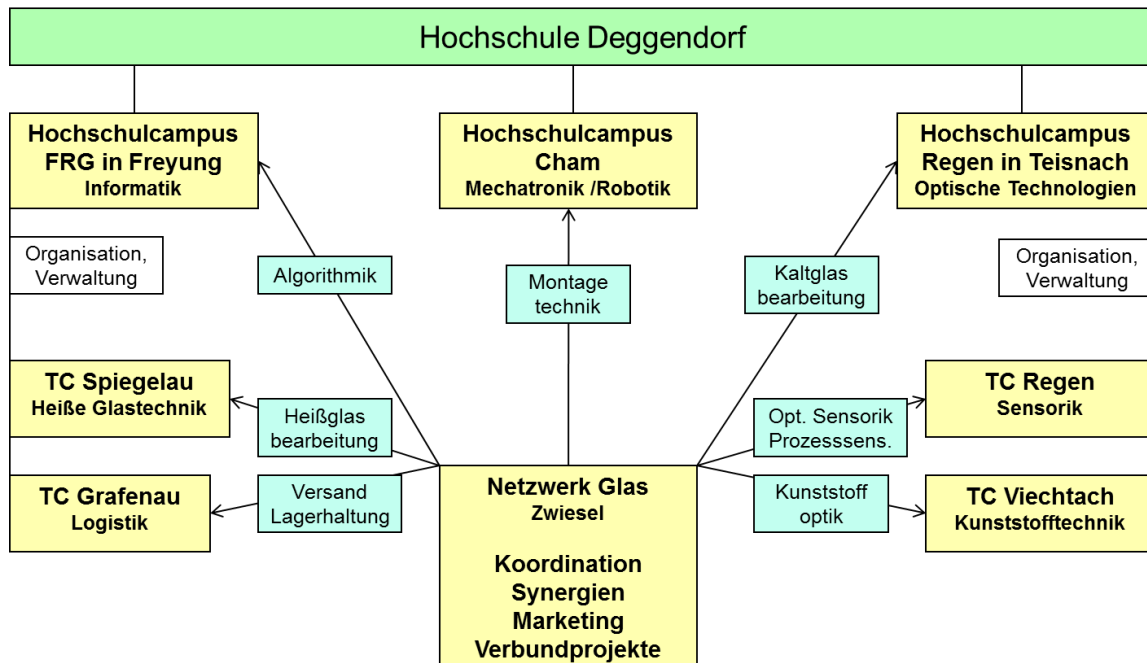 Hochschule Deggendorf
Hochschulcampus
FRG in Freyung
Informatik
Hochschulcampus
Cham
Mechatronik /Robotik
Hochschulcampus
Regen in Teisnach
Optische Technologien
Organisation,
Verwaltung
Algorithmik
Montage
technik
Kaltglas
bearbeitung
Organisation,
Verwaltung
TC Spiegelau
Heiße Glastechnik
Heißglas
bearbeitung
Opt. Sensorik
Prozesssens.
TC Regen
Sensorik
TC Grafenau
Logistik
Versand
Lagerhaltung
Netzwerk Glas
Zwiesel
Koordination
Synergien
Marketing
Verbundprojekte
Kunststoff
optik
TC Viechtach
Kunststofftechnik